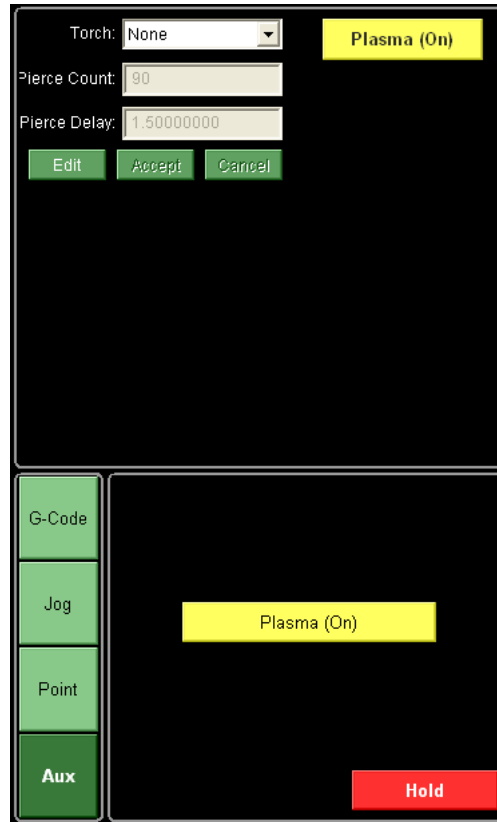 Torch: None Plasma (On)
Pierce Count: 90
Pierce Delay: 1.50000000
Edit Accept Cancel
G-Code
Jog
Plasma (On)
Point
Aux
Hold